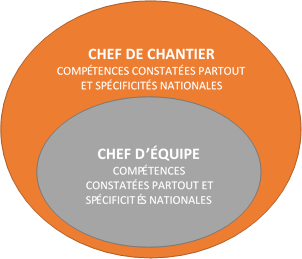 CHEF DE CHANTIER
COMPÉTENCES CONSTATÉES PARTOUT
ET SPÉCIFICITÉS NATIONALES
CHEF D’ÉQUIPE
COMPÉTENCES
CONSTATÉES PARTOUT ET
SPÉCIFICITÉS NATIONALES